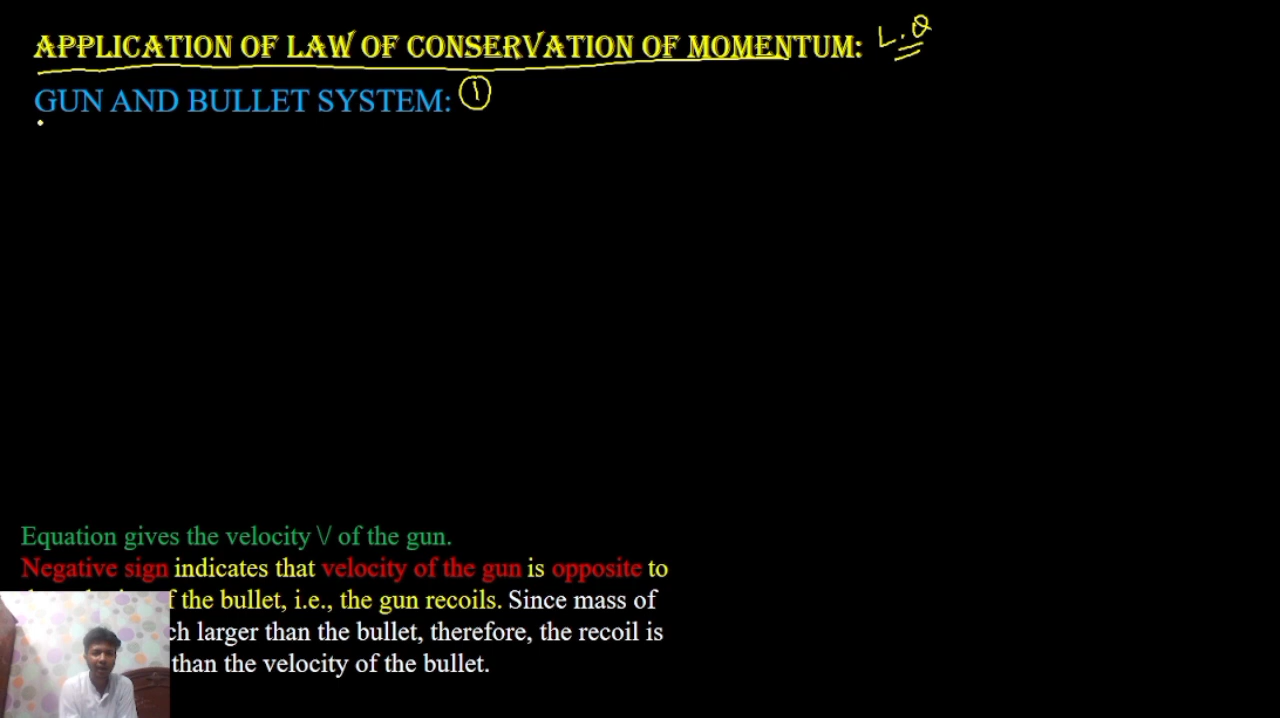 APPLICATION OF LAW OF CONSERVATION OF MOMENTUM: L.Q
GUN AND BULLET SYSTEM: 1
Equation gives the velocity \/ of the gun.
Negative sign indicates that velocity of the gun is opposite to
of the bullet, i.e., the gun recoils. Since mass of
larger than the bullet, therefore, the recoil is
than the velocity of the bullet.